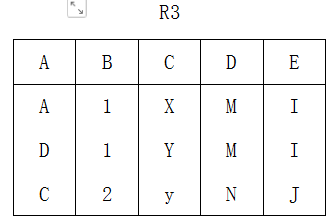 R3
A B C D E
A 1 X M I
D 1 Y M I
C 2 y N J